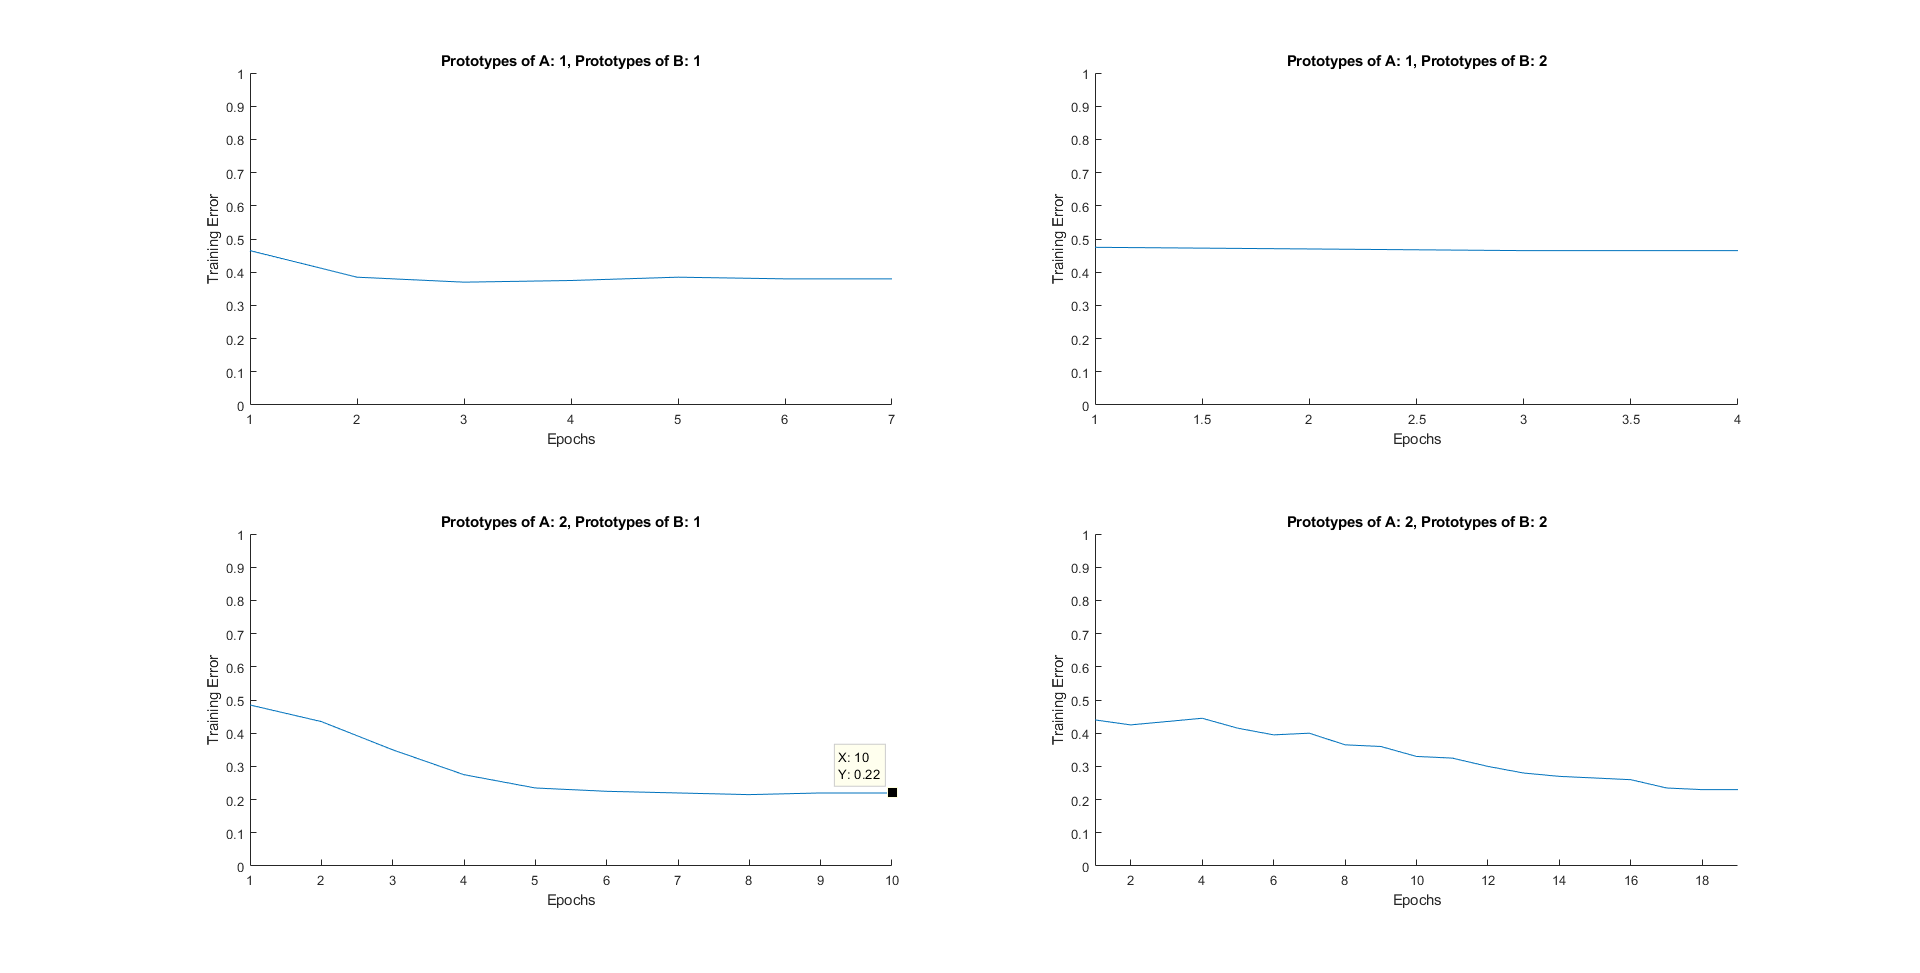 Prototypes of A: 1, Prototypes of B: 1
1
0.9
0.8
0.7
0.6
0.5
0.4
0.3
0.2
0.1
0
Training Error
1 2 3 4 5 6 7
Epochs
Prototypes of A: 1, Prototypes of B: 2
1
0.9
0.8
0.7
0.6
0.5
0.4
0.3
0.2
0.1
0
Training Error
1 1.5 2 2.5 3 3.5 4
Epochs
Prototypes of A: 2, Prototypes of B: 1
1
0.9
0.8
0.7
0.6
0.5
0.4
0.3
0.2
0.1
0
Training Error
X: 10
Y: 0.22
1 2 3 4 5 6 7 8 9 10
Epochs
Prototypes of A: 2, Prototypes of B: 2
1
0.9
0.8
0.7
0.6
0.5
0.4
0.3
0.2
0.1
0
Training Error
2 4 6 8 10 12 14 16 18
Epochs